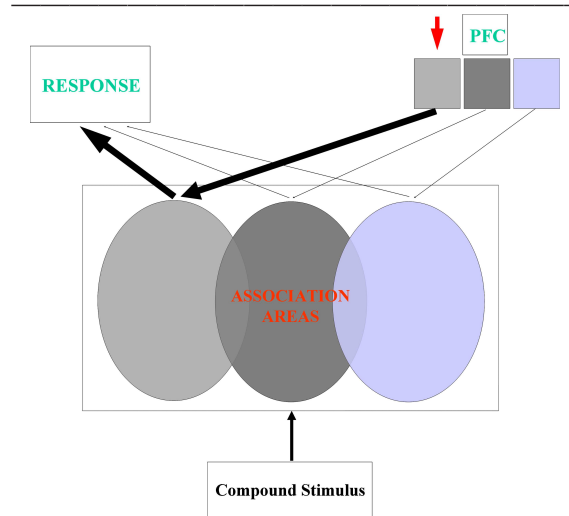 PFC
RESPONSE
ASSOCIATION
AREAS
Compound Stimulus